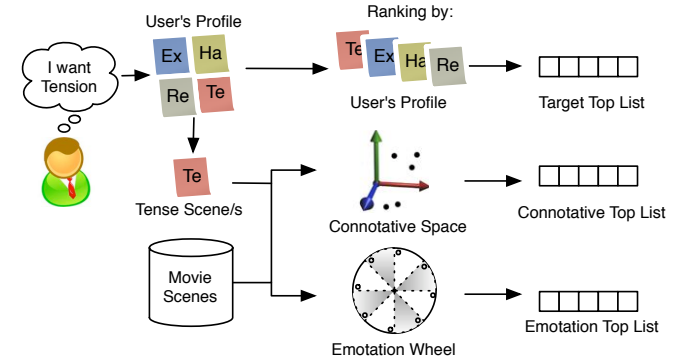 Ranking by:
User's Profile
I want
Tension
Ex
Ha
Re
Te
Te
Ex
Ha
Re
User's Profile
Target Top List
Te
Tense Scene/s
Connotative Space
Connotative Top List
Movie
Scenes
Emotation Wheel
Emotation Top List